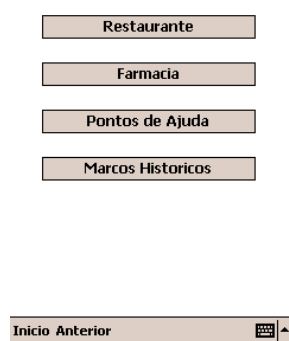 Restaurante
Farmacia
Pontos de Ajuda
Marcos Historicos
Inicio Anterior